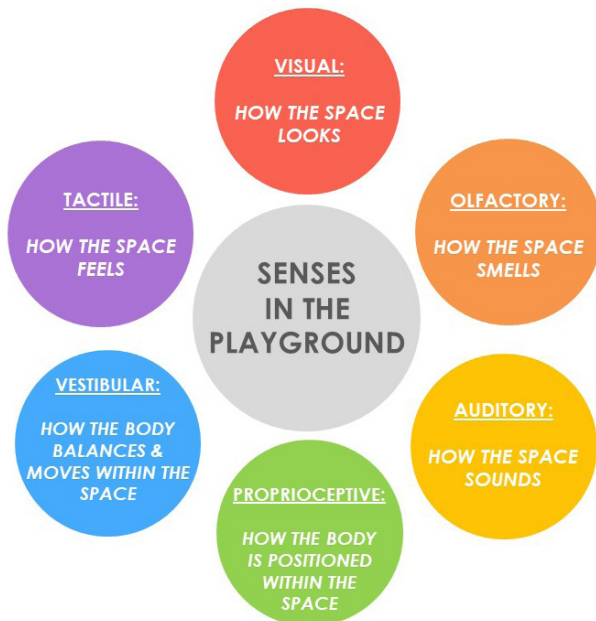 VISUAL:
HOW THE SPACE
LOOKS
OLFACTORY:
HOW THE SPACE
SMELLS
AUDITORY:
HOW THE SPACE
SOUNDS
PROPRIOCEPTIVE:
HOW THE BODY
IS POSITIONED
WITHIN THE
SPACE
VESTIBULAR:
HOW THE BODY
BALANCES &
MOVES WITHIN THE
SPACE
TACTILE:
HOW THE SPACE
FEELS
SENSES
IN THE
PLAYGROUND